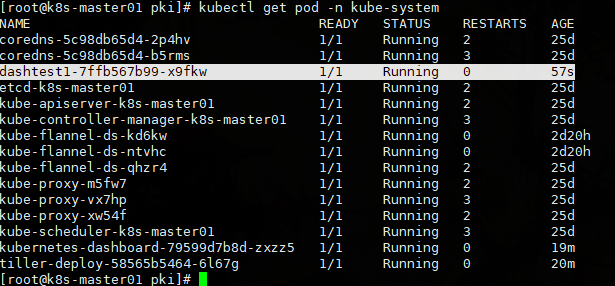 [root@k8s-master01 pki]# kubectl get pod -n kube-system
NAME READY STATUS RESTARTS AGE
coredns-5c98db65d4-2p4hv 1/1 Running 2 25d
coredns-5c98db65d4-b5rms 1/1 Running 3 25d
dashtest1-7ffb567b99-x9fkw 1/1 Running 0 57s
etcd-k8s-master01 1/1 Running 2 25d
kube-apiserver-k8s-master01 1/1 Running 2 25d
kube-controller-manager-k8s-master01 1/1 Running 3 25d
kube-flannel-ds-kd6kw 1/1 Running 0 2d20h
kube-flannel-ds-ntvhc 1/1 Running 0 2d20h
kube-flannel-ds-qhzr4 1/1 Running 2 25d
kube-proxy-m5fw7 1/1 Running 2 25d
kube-proxy-vx7hp 1/1 Running 3 25d
kube-proxy-xw54f 1/1 Running 2 25d
kube-scheduler-k8s-master01 1/1 Running 3 25d
kubernetes-dashboard-79599d7b8d-zxzz5 1/1 Running 0 19m
tiller-deploy-58565b5464-6l67g 1/1 Running 0 20m
[root@k8s-master01 pki]#